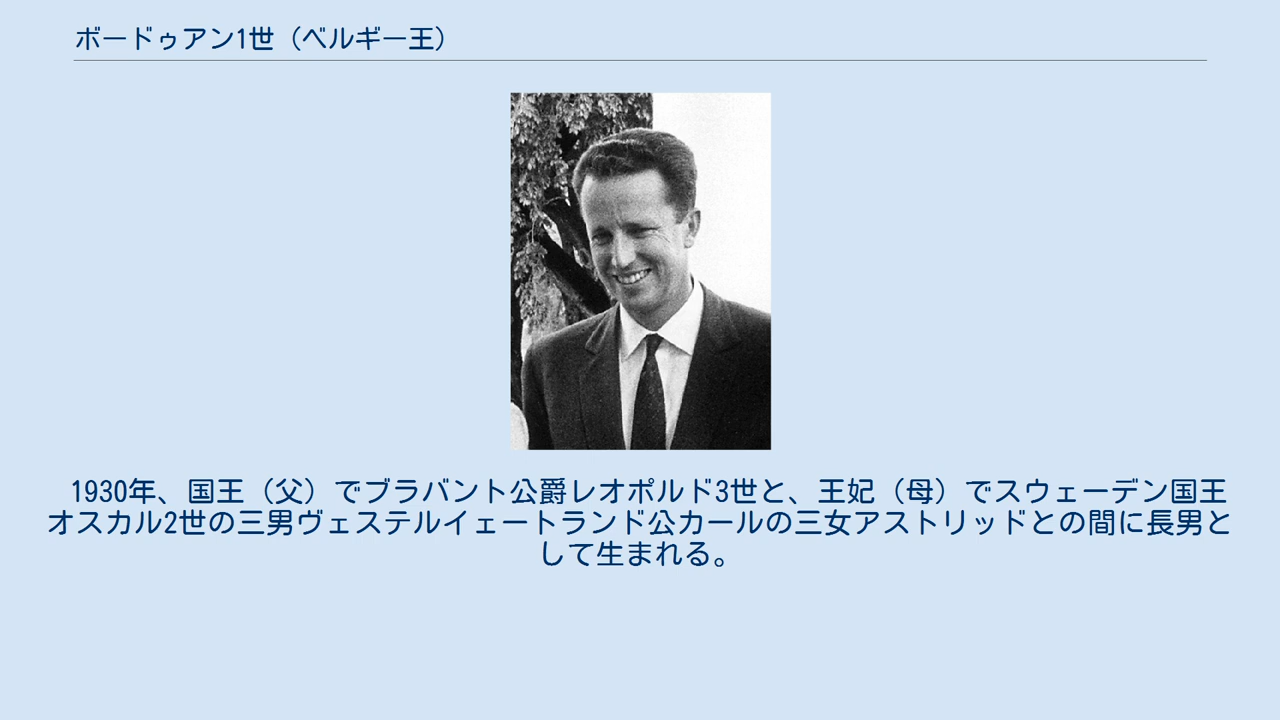 ボードゥアン1世（ベルギー王）
1930年、国王（父）でブラバント公爵レオポルド3世と、王妃（母）でスウェーデン国王
オスカル2世の三男ヴェステルイェートランド公カールの三女アストリッドとの間に長男と
して生まれる。